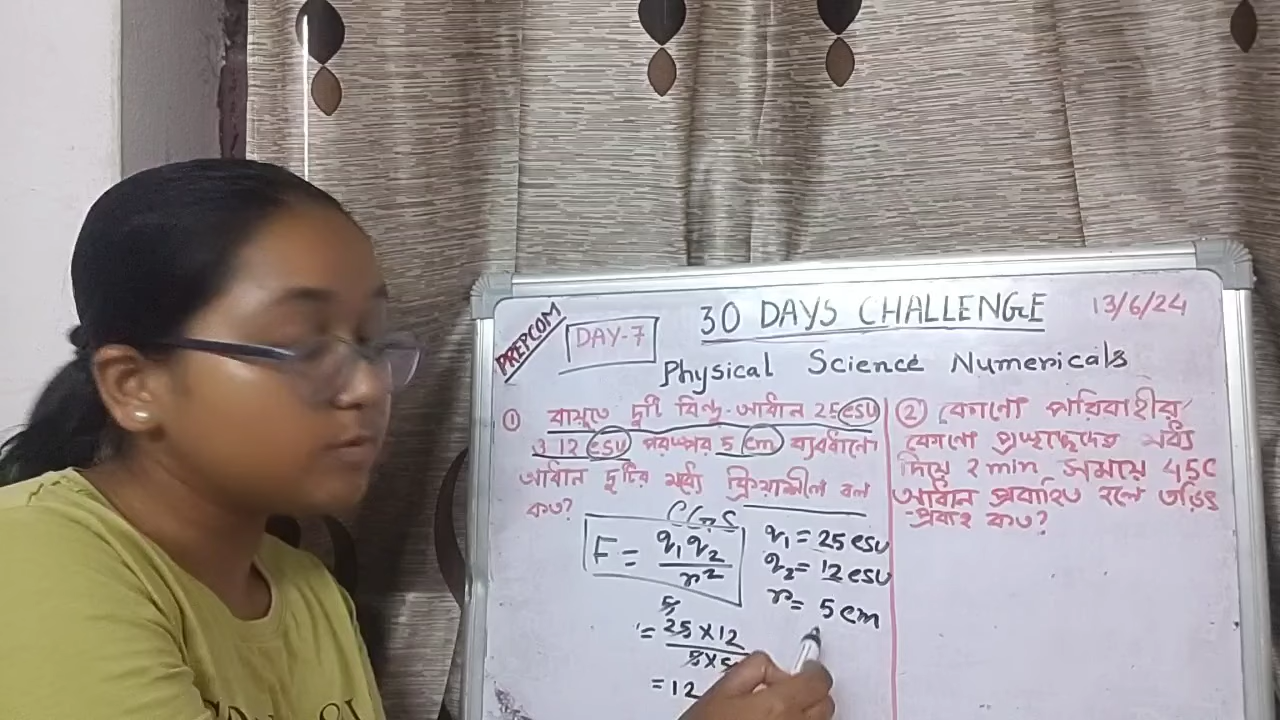 PREPCOM
DAY-7
30 DAYS CHALLENGE
13/6/24
Physical Science Numericals
① বায়ুতে দুটি বিন্দু-আধান 25 esu
ও 12 esu পরস্পর 5 cm ব্যবধানে
আধান দুটির মধ্যে ক্রিয়াশীল বল
কত?
CGS
F = q₁q₂ / r²
= 25 × 12 / 5 × 5
= 12
q₁ = 25 esu
q₂ = 12 esu
r = 5 cm
② কোনো পরিবাহীর
কোনো প্রস্থচ্ছেদের মধ্য
দিয়ে 2 min সময়ে 45C
আধান প্রবাহিত হলে তড়িৎ
প্রবাহ কত?